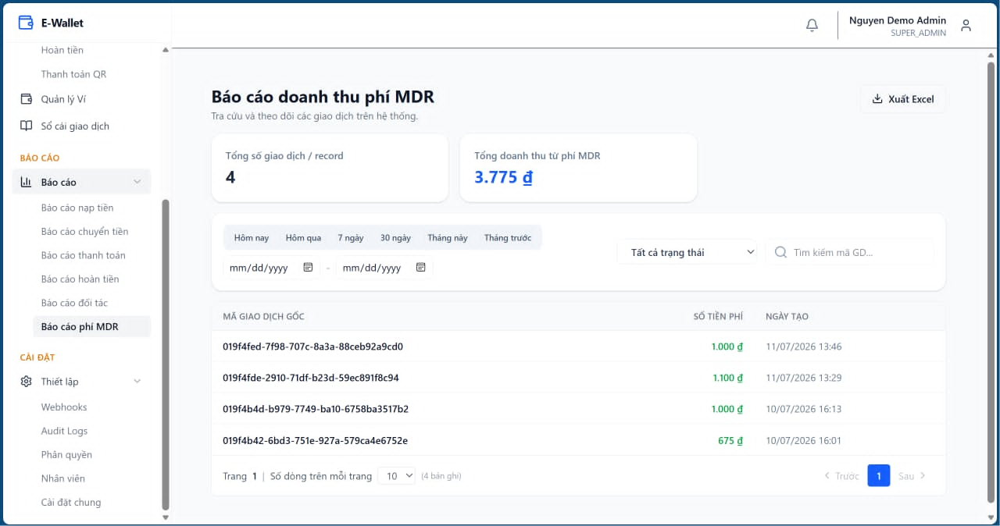 E-Wallet
Nguyen Demo Admin
SUPER_ADMIN
Hoàn tiền
Thanh toán QR
Quản lý Ví
Sổ cái giao dịch
BÁO CÁO
Báo cáo
Báo cáo nạp tiền
Báo cáo chuyển tiền
Báo cáo thanh toán
Báo cáo hoàn tiền
Báo cáo đối tác
Báo cáo phí MDR
CÀI ĐẶT
Thiết lập
Webhooks
Audit Logs
Phân quyền
Nhân viên
Cài đặt chung
Báo cáo doanh thu phí MDR
Tra cứu và theo dõi các giao dịch trên hệ thống.
Xuất Excel
Tổng số giao dịch / record
4
Tổng doanh thu từ phí MDR
3.775 ₫
Hôm nay Hôm qua 7 ngày 30 ngày Tháng này Tháng trước
mm/dd/yyyy - mm/dd/yyyy
Tất cả trạng thái
Tìm kiếm mã GD...
MÃ GIAO DỊCH GỐC SỐ TIỀN PHÍ NGÀY TẠO
019f4fed-7f98-707c-8a3a-88ceb92a9cd0 1.000 ₫ 11/07/2026 13:46
019f4fde-2910-71df-b23d-59ec891f8c94 1.100 ₫ 11/07/2026 13:29
019f4b4d-b979-7749-ba10-6758ba3517b2 1.000 ₫ 10/07/2026 16:13
019f4b42-6bd3-751e-927a-579ca4e6752e 675 ₫ 10/07/2026 16:01
Trang 1 | Số dòng trên mỗi trang 10 (4 bản ghi)
Trước 1 Sau